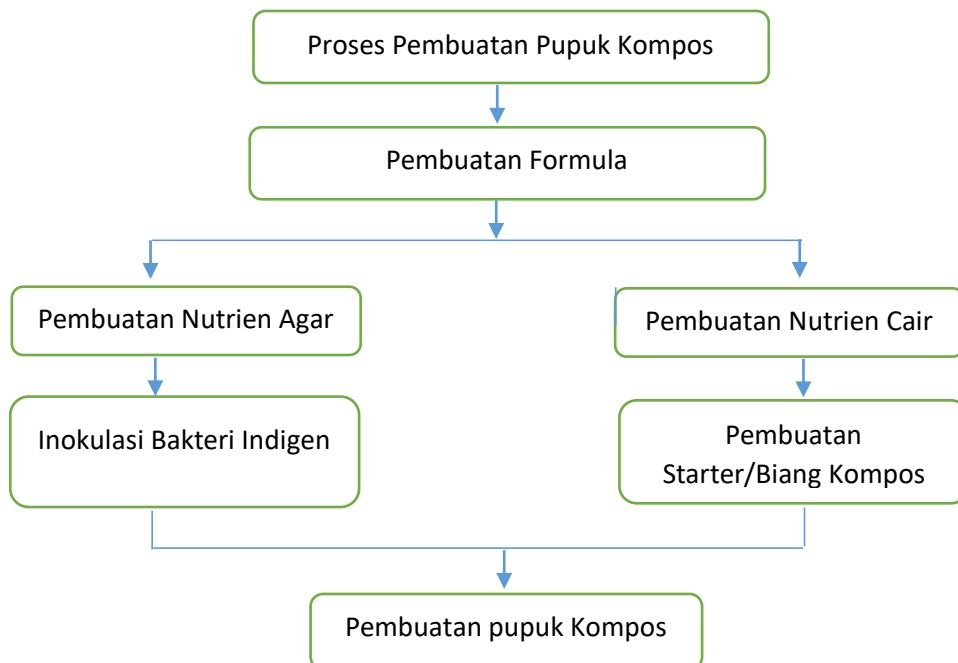 Proses Pembuatan Pupuk Kompos
Pembuatan Formula
Pembuatan Nutrien Agar
Pembuatan Nutrien Cair
Inokulasi Bakteri Indigen
Pembuatan
Starter/Biang Kompos
Pembuatan pupuk Kompos